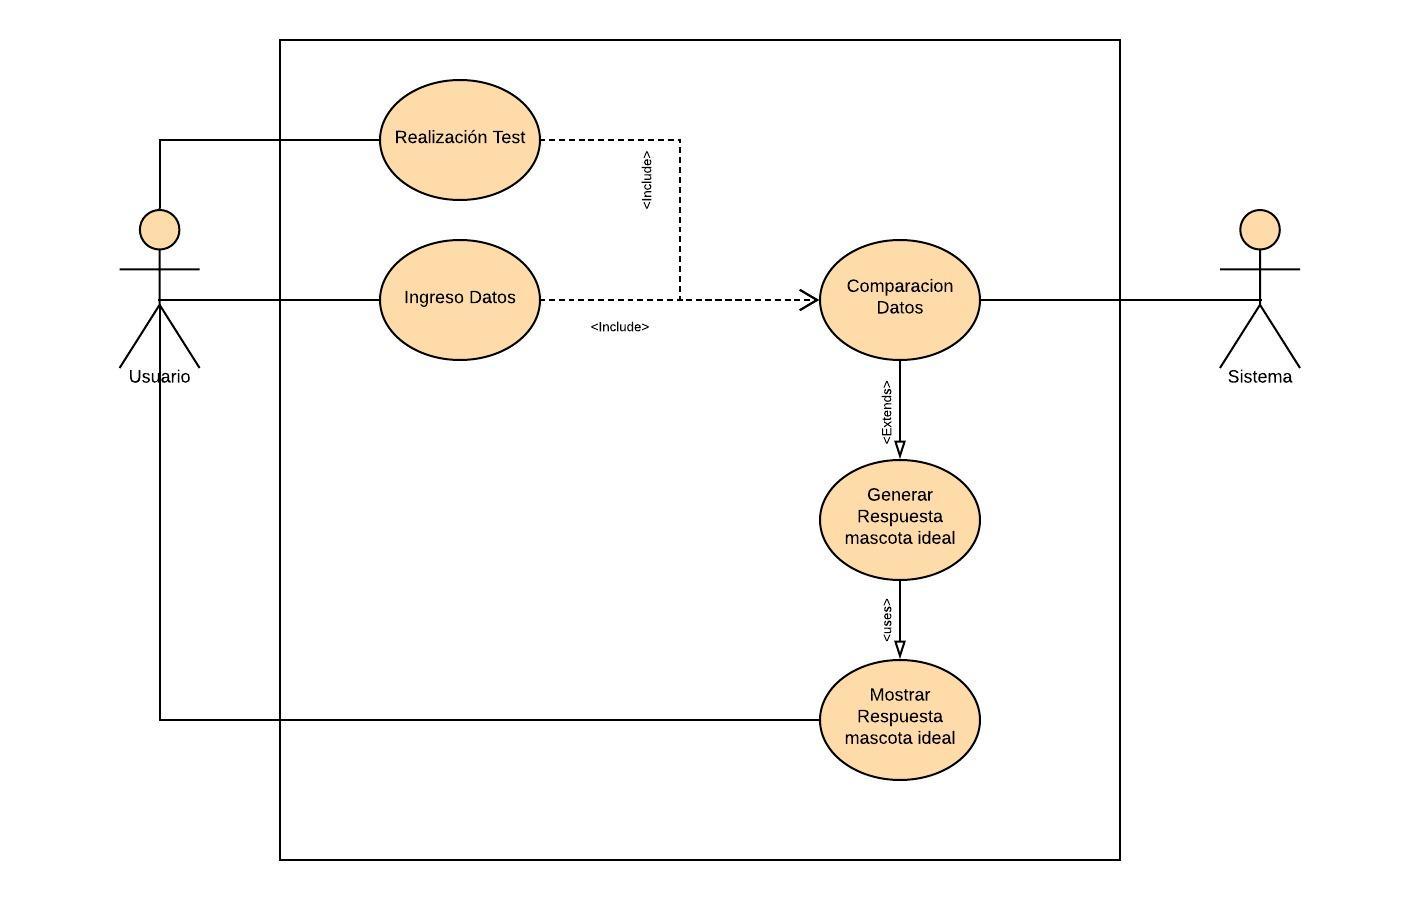 Realización Test
<Include>
Ingreso Datos
<Include>
Comparacion
Datos
Usuario
Sistema
<Extends>
Generar
Respuesta
mascota ideal
<uses>
Mostrar
Respuesta
mascota ideal